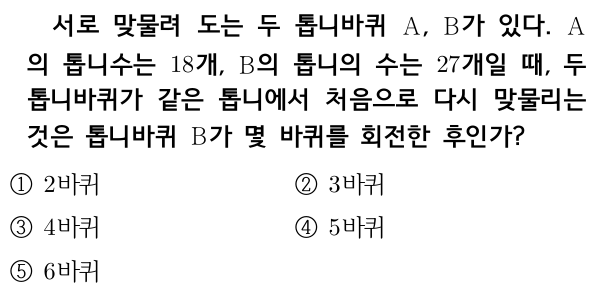 서로 맞물려 도는 두 톱니바퀴 A, B가 있다. A
의 톱니수는 18개, B의 톱니의 수는 27개일 때, 두
톱니바퀴가 같은 톱니에서 처음으로 다시 맞물리는
것은 톱니바퀴 B가 몇 바퀴를 회전한 후인가?
① 2바퀴 ② 3바퀴
③ 4바퀴 ④ 5바퀴
⑤ 6바퀴